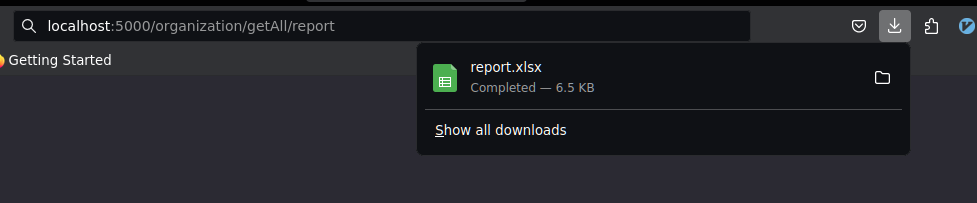 localhost:5000/organization/getAll/report
Getting Started
report.xlsx
Completed — 6.5 KB
Show all downloads